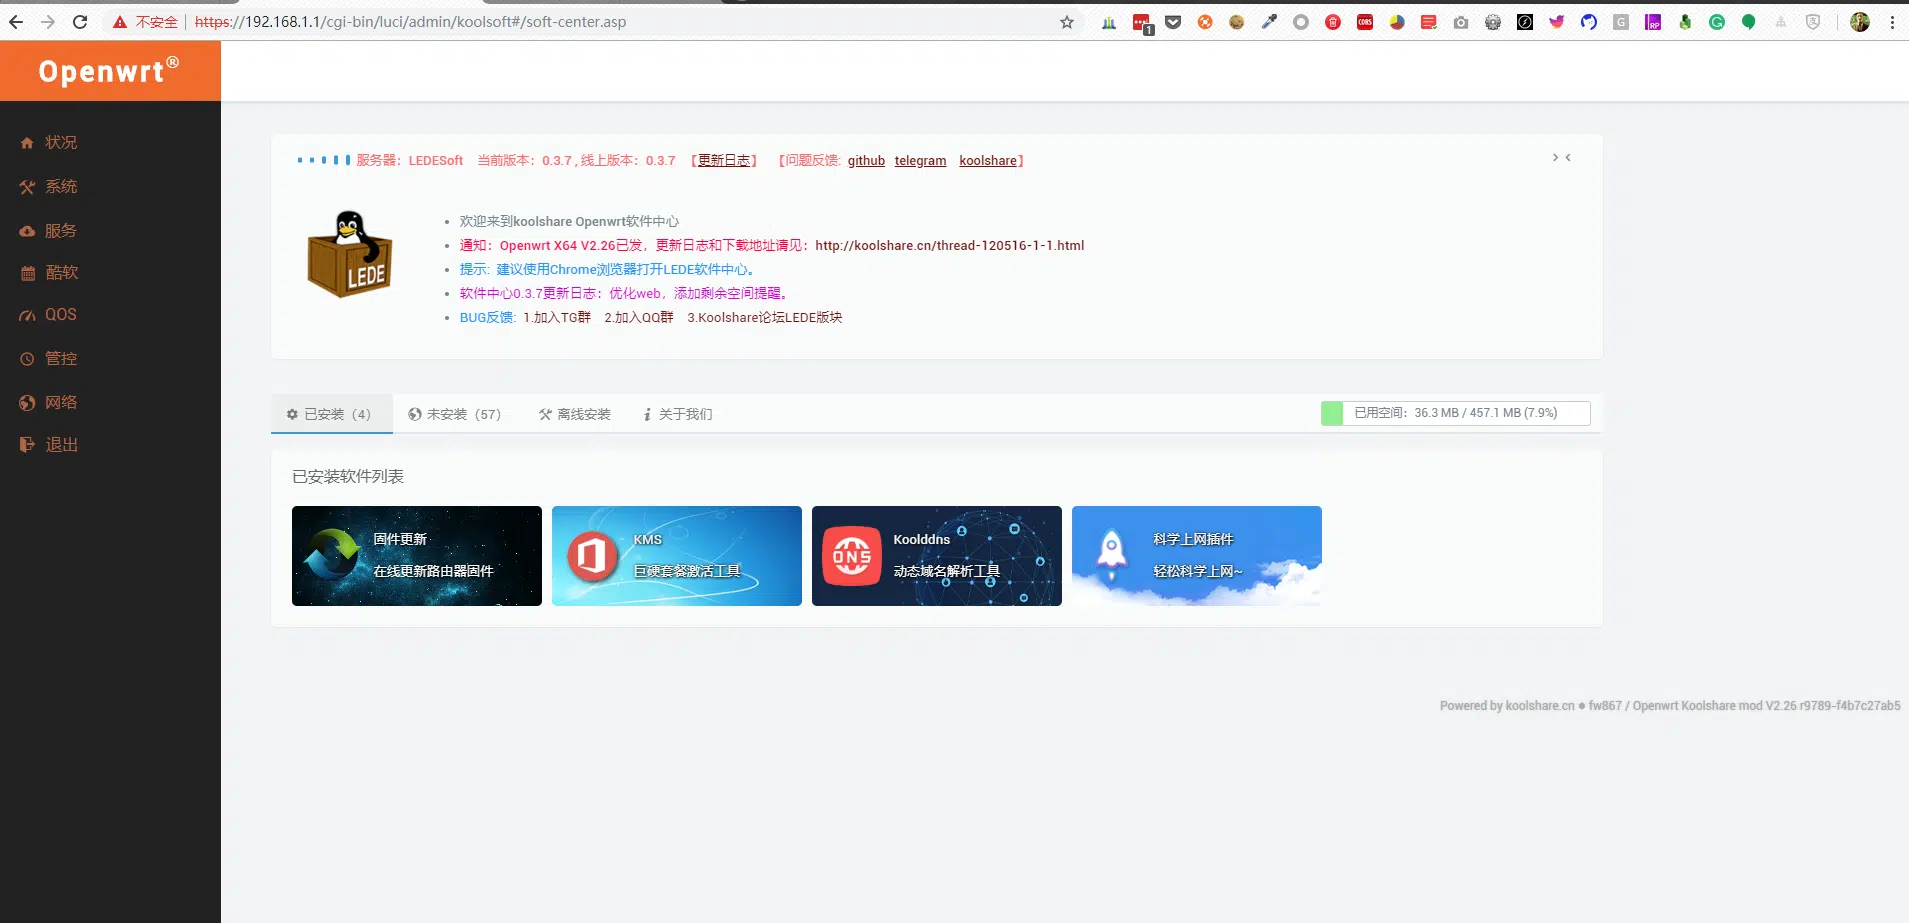 不安全 | https://192.168.1.1/cgi-bin/luci/admin/koolsoft#/soft-center.asp
Openwrt®
状况
系统
服务
酷软
QOS
管控
网络
退出
服务器：LEDESoft 当前版本：0.3.7 , 线上版本：0.3.7 【更新日志】 【问题反馈: github telegram koolshare】
LEDE
欢迎来到koolshare Openwrt软件中心
通知：Openwrt X64 V2.26已发，更新日志和下载地址请见：http://koolshare.cn/thread-120516-1-1.html
提示: 建议使用Chrome浏览器打开LEDE软件中心。
软件中心0.3.7更新日志：优化web，添加剩余空间提醒。
BUG反馈: 1.加入TG群 2.加入QQ群 3.Koolshare论坛LEDE版块
已安装（4） 未安装（57） 离线安装 关于我们 已用空间：36.3 MB / 457.1 MB (7.9%)
已安装软件列表
固件更新
在线更新路由器固件
KMS
巨硬套餐激活工具
DNS
Koolddns
动态域名解析工具
科学上网插件
轻松科学上网~
Powered by koolshare.cn ● fw867 / Openwrt Koolshare mod V2.26 r9789-f4b7c27ab5